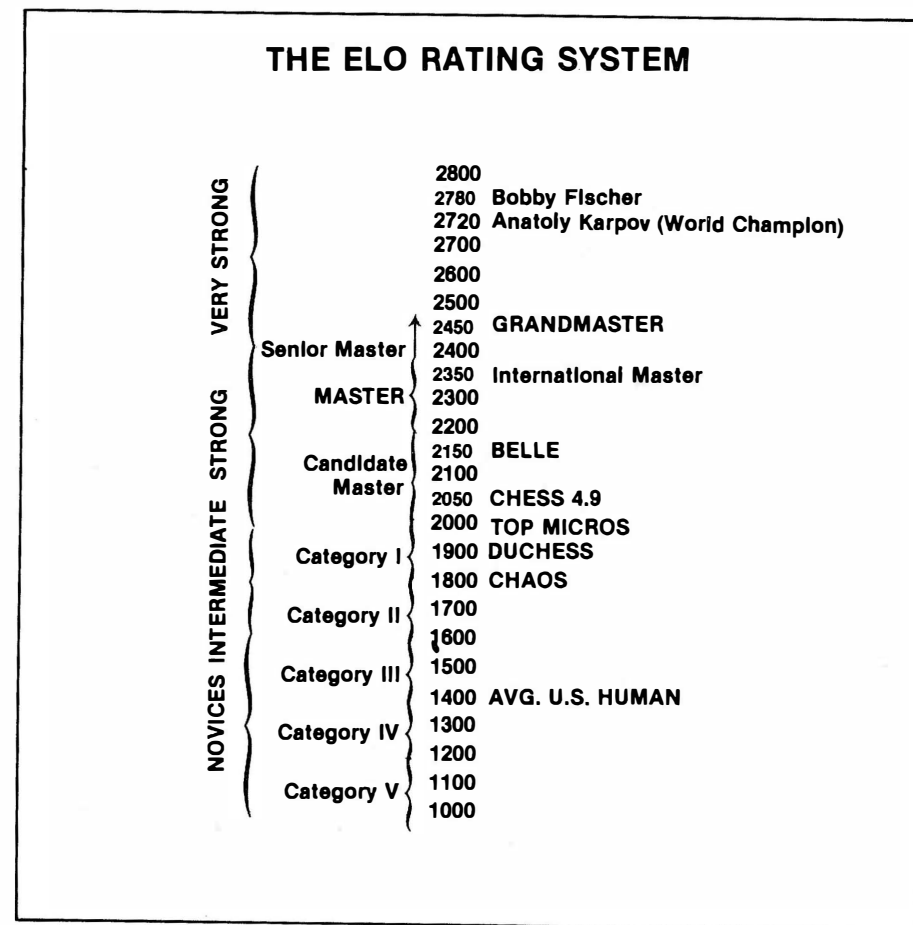 THE ELO RATING SYSTEM
VERY STRONG
STRONG
INTERMEDIATE
NOVICES
Senior Master
MASTER
Candidate
Master
Category I
Category II
Category III
Category IV
Category V
2800
2780 Bobby Fischer
2720 Anatoly Karpov (World Champion)
2700
2600
2500
2450 GRANDMASTER
2400
2350 International Master
2300
2200
2150 BELLE
2100
2050 CHESS 4.9
2000 TOP MICROS
1900 DUCHESS
1800 CHAOS
1700
1600
1500
1400 AVG. U.S. HUMAN
1300
1200
1100
1000